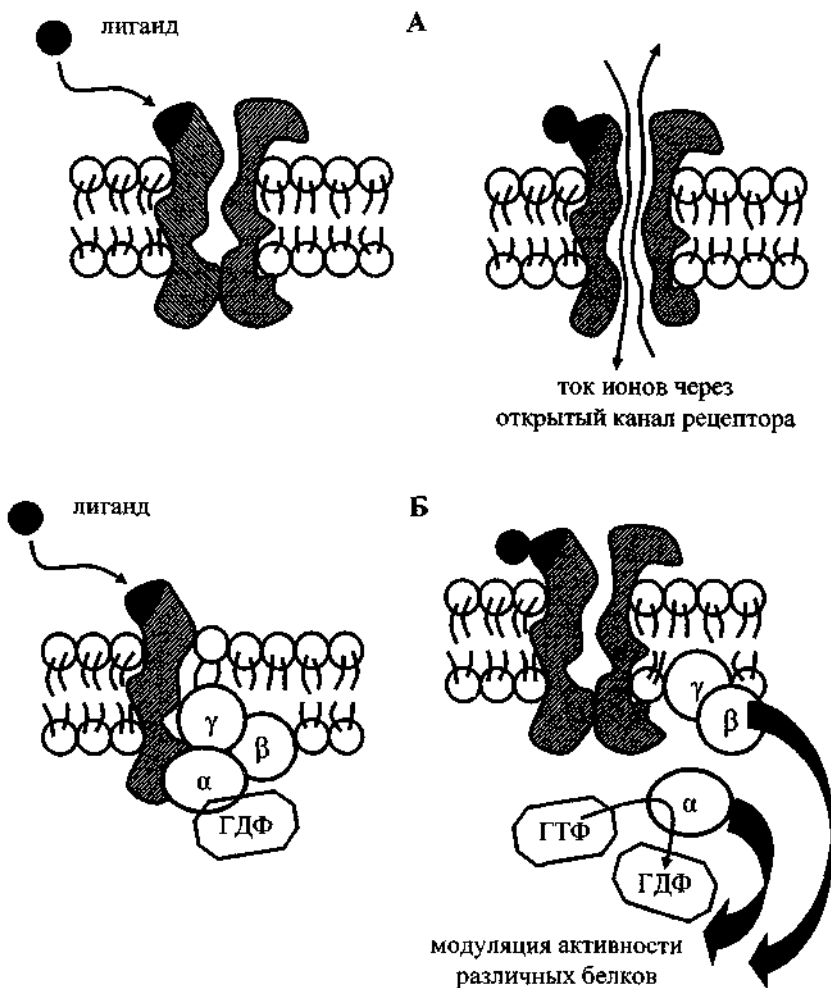 лиганд
А
ток ионов через
открытый канал рецептора
лиганд
Б
γ
β
α
ГДФ
γ
β
α
ГТФ
ГДФ
модуляция активности
различных белков